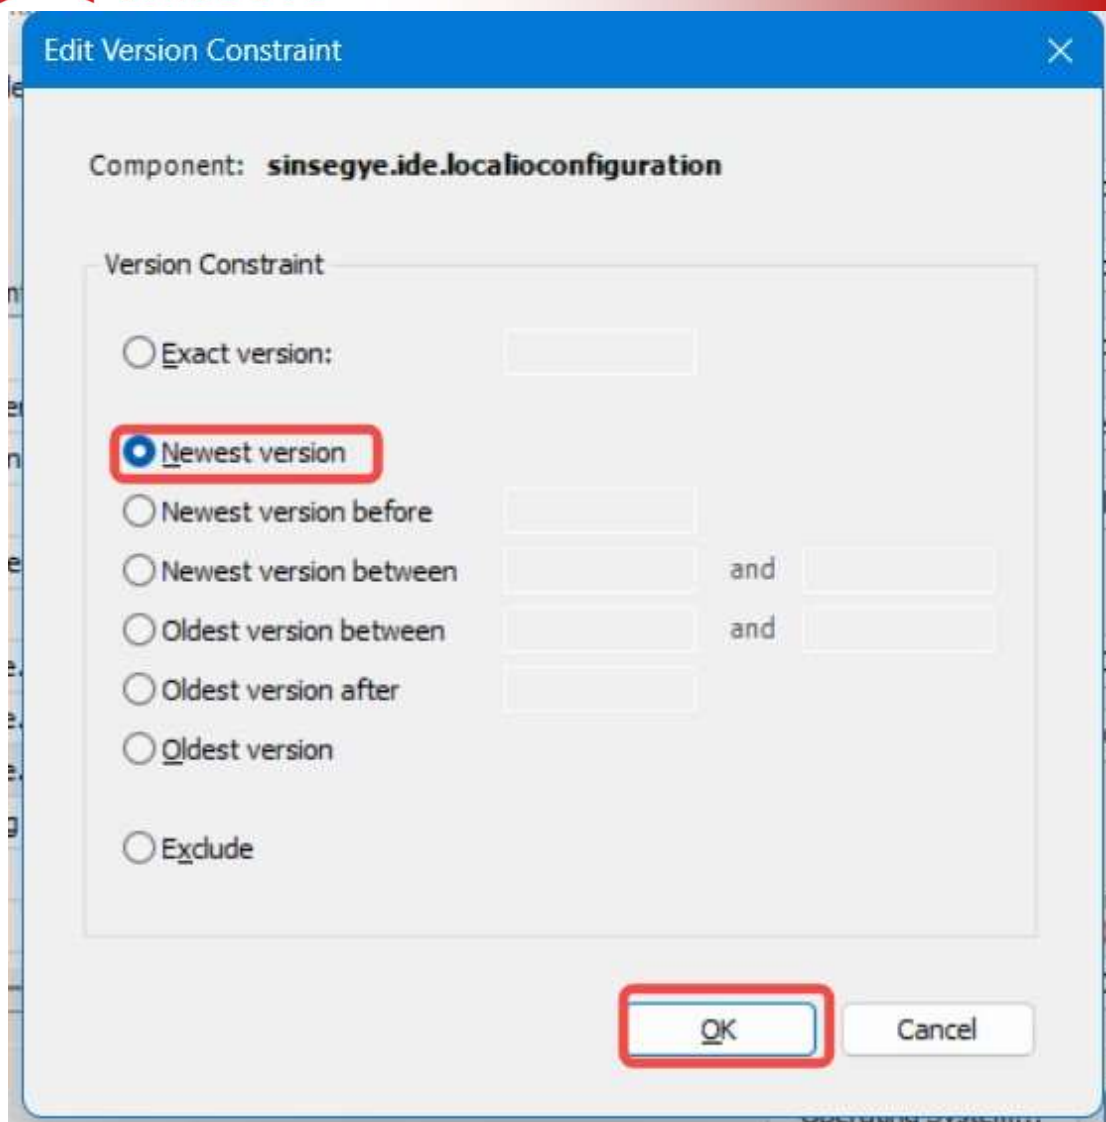 Edit Version Constraint
Component: sinsegye.ide.localioconfiguration
Version Constraint
Exact version:
Newest version
Newest version before
Newest version between and
Oldest version between and
Oldest version after
Oldest version
Exclude
OK Cancel